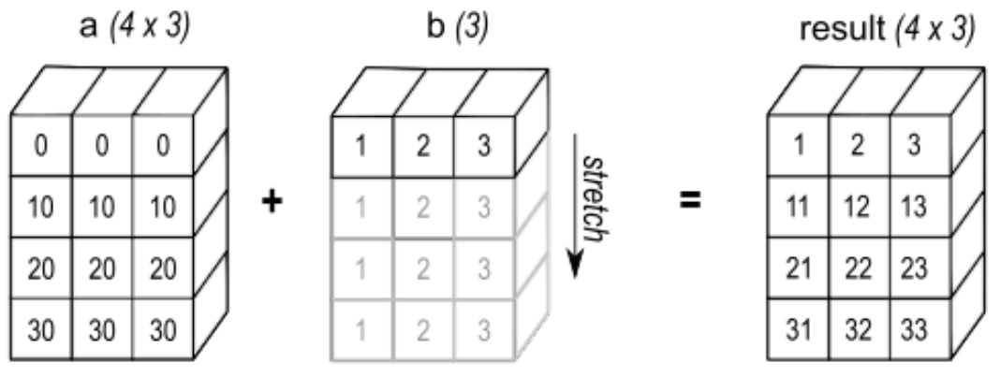 a (4 x 3)
b (3)
result (4 x 3)
0 0 0
10 10 10
20 20 20
30 30 30
+
1 2 3
1 2 3
1 2 3
1 2 3
stretch
=
1 2 3
11 12 13
21 22 23
31 32 33